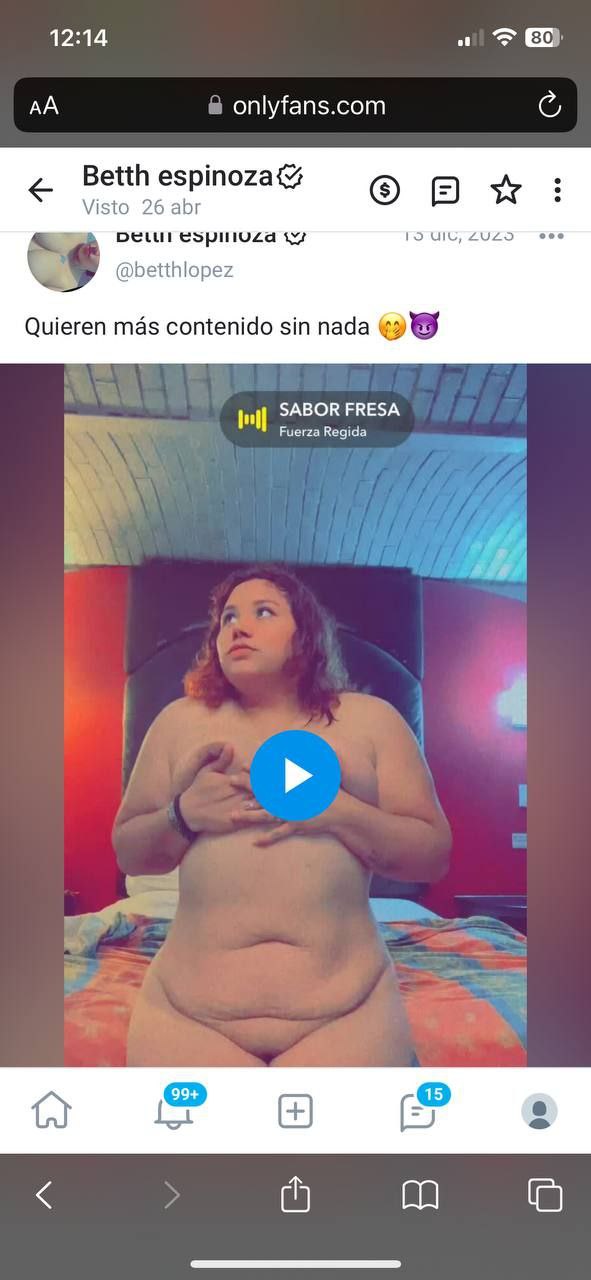 12:14
80
AA
onlyfans.com
Betth espinoza
Visto 26 abr
Betth espinoza
13 dic, 2023
@betthlopez
Quieren más contenido sin nada 🤭😈
SABOR FRESA
Fuerza Regida
99+
15